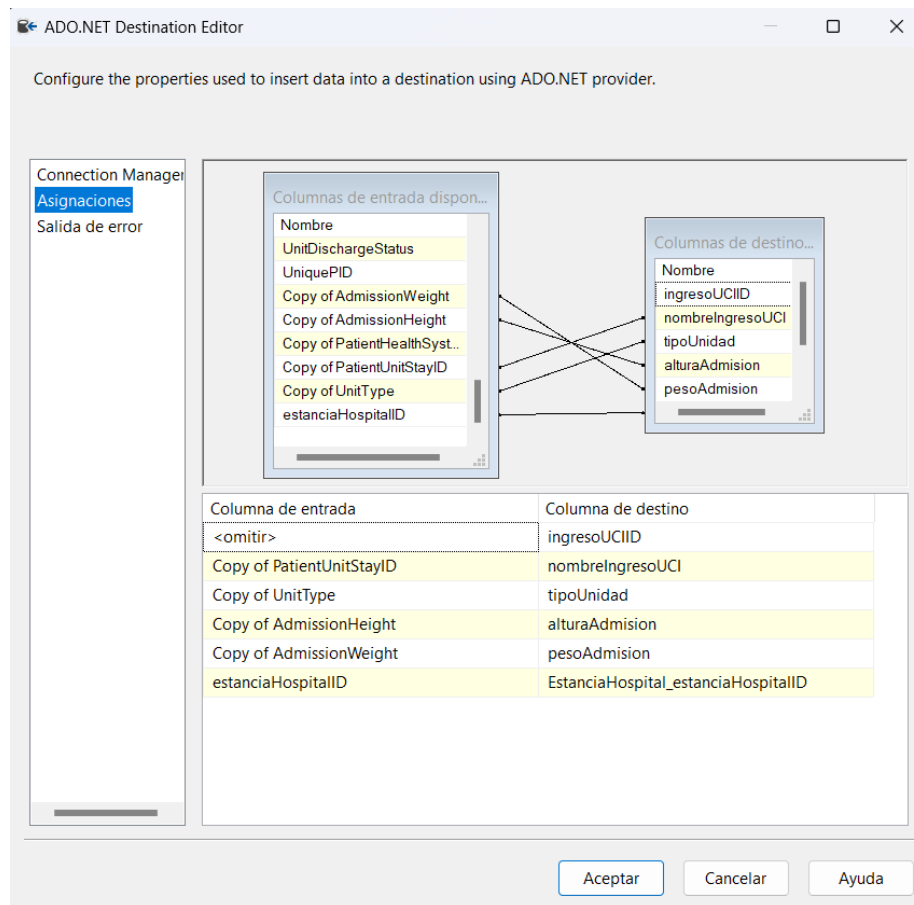 ADO.NET Destination Editor
Configure the properties used to insert data into a destination using ADO.NET provider.
Connection Manager
Asignaciones
Salida de error
Columnas de entrada dispon...
Nombre
UnitDischargeStatus
UniquePID
Copy of AdmissionWeight
Copy of AdmissionHeight
Copy of PatientHealthSyst...
Copy of PatientUnitStayID
Copy of UnitType
estanciaHospitalID
Columnas de destino...
Nombre
ingresoUCIID
nombreIngresoUCI
tipoUnidad
alturaAdmision
pesoAdmision
Columna de entrada Columna de destino
<omitir> ingresoUCIID
Copy of PatientUnitStayID nombreIngresoUCI
Copy of UnitType tipoUnidad
Copy of AdmissionHeight alturaAdmision
Copy of AdmissionWeight pesoAdmision
estanciaHospitalID EstanciaHospital_estanciaHospitalID
Aceptar Cancelar Ayuda